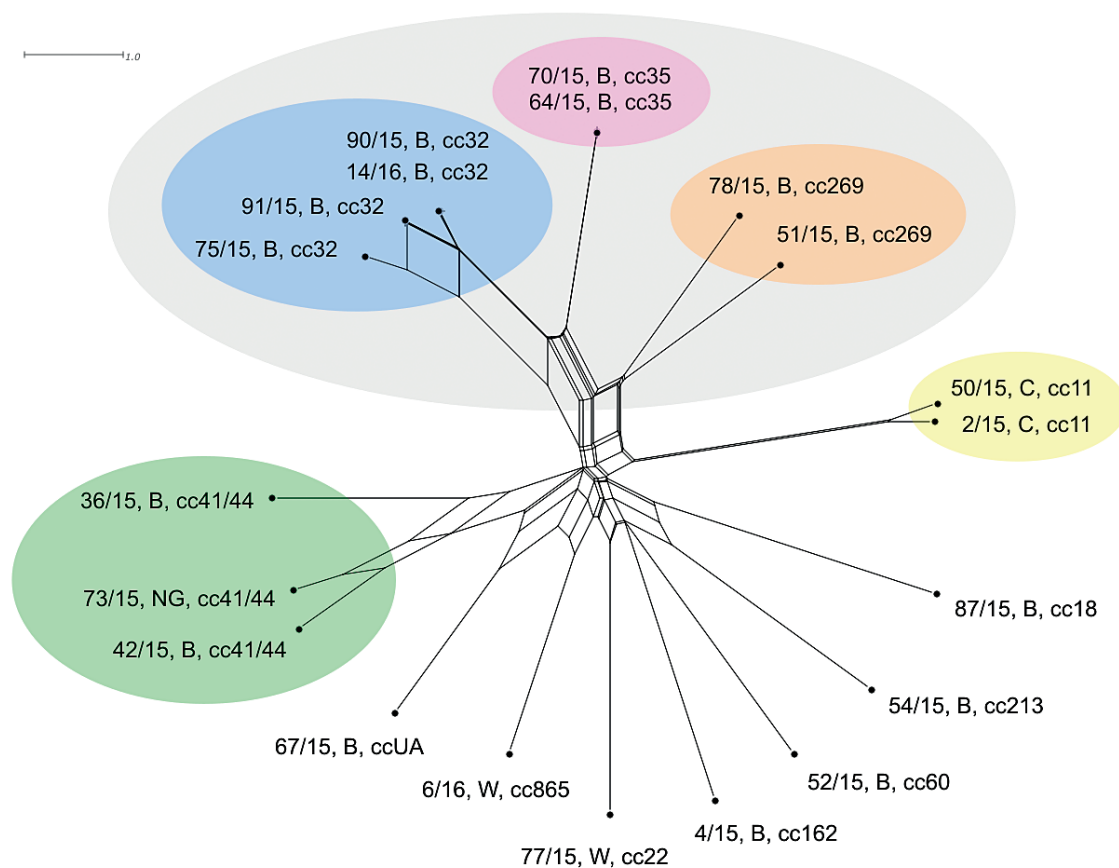 1.0
70/15, B, cc35
64/15, B, cc35
90/15, B, cc32
14/16, B, cc32
91/15, B, cc32
75/15, B, cc32
78/15, B, cc269
51/15, B, cc269
50/15, C, cc11
2/15, C, cc11
36/15, B, cc41/44
73/15, NG, cc41/44
42/15, B, cc41/44
87/15, B, cc18
54/15, B, cc213
67/15, B, ccUA
6/16, W, cc865
52/15, B, cc60
4/15, B, cc162
77/15, W, cc22